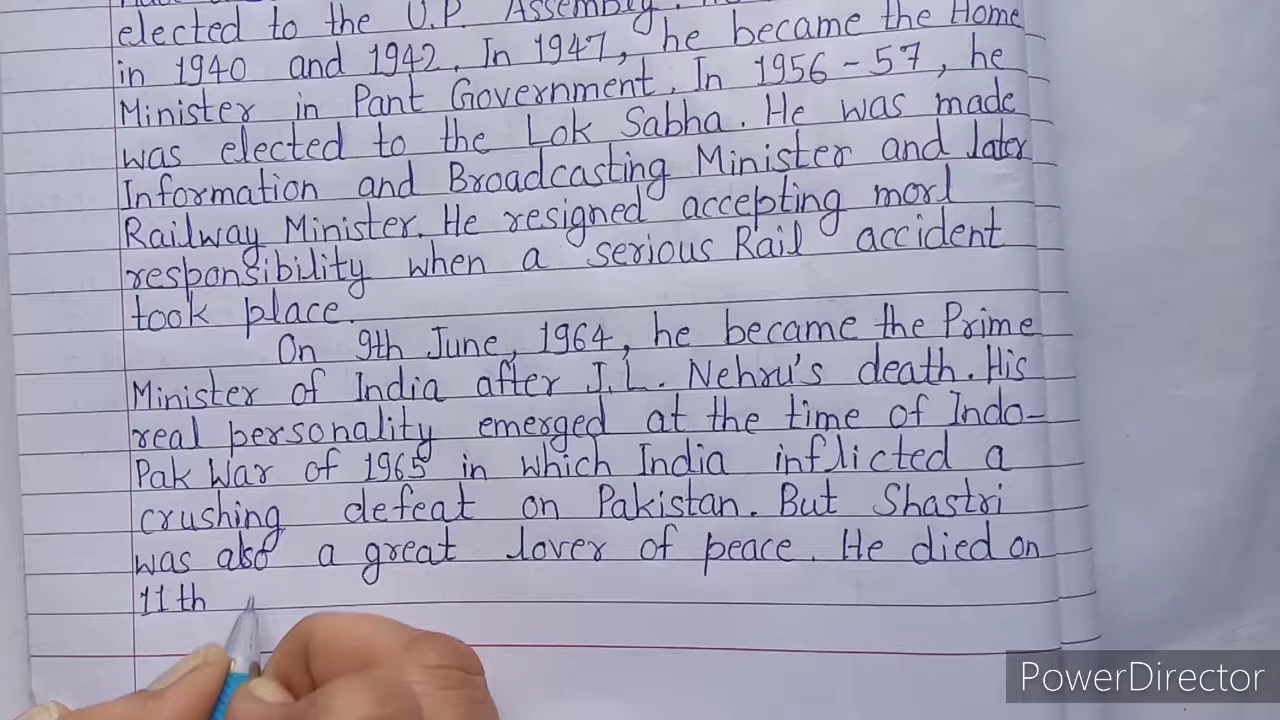 elected to the U.P. Assembly.
in 1940 and 1942. In 1947, he became the Home
Minister in Pant Government. In 1956-57, he
was elected to the Lok Sabha. He was made
Information and Broadcasting Minister and later
Railway Minister. He resigned accepting morl
responsibility when a serious Rail accident
took place.
On 9th June, 1964, he became the Prime
Minister of India after J.L. Nehru's death. His
real personality emerged at the time of Indo-
Pak War of 1965 in which India inflicted a
crushing defeat on Pakistan. But Shastri
was also a great lover of peace. He died on
11th
PowerDirector